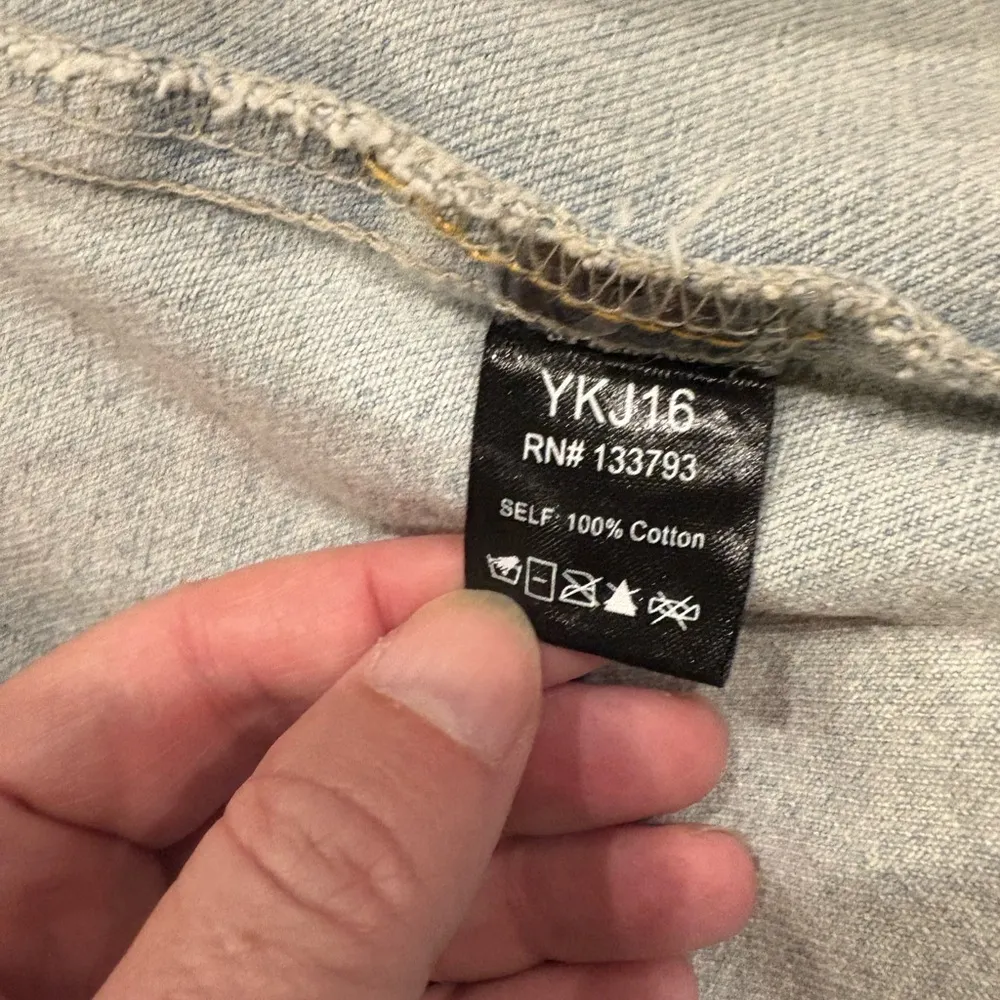 YKJ16
RN# 133793
SELF: 100% Cotton